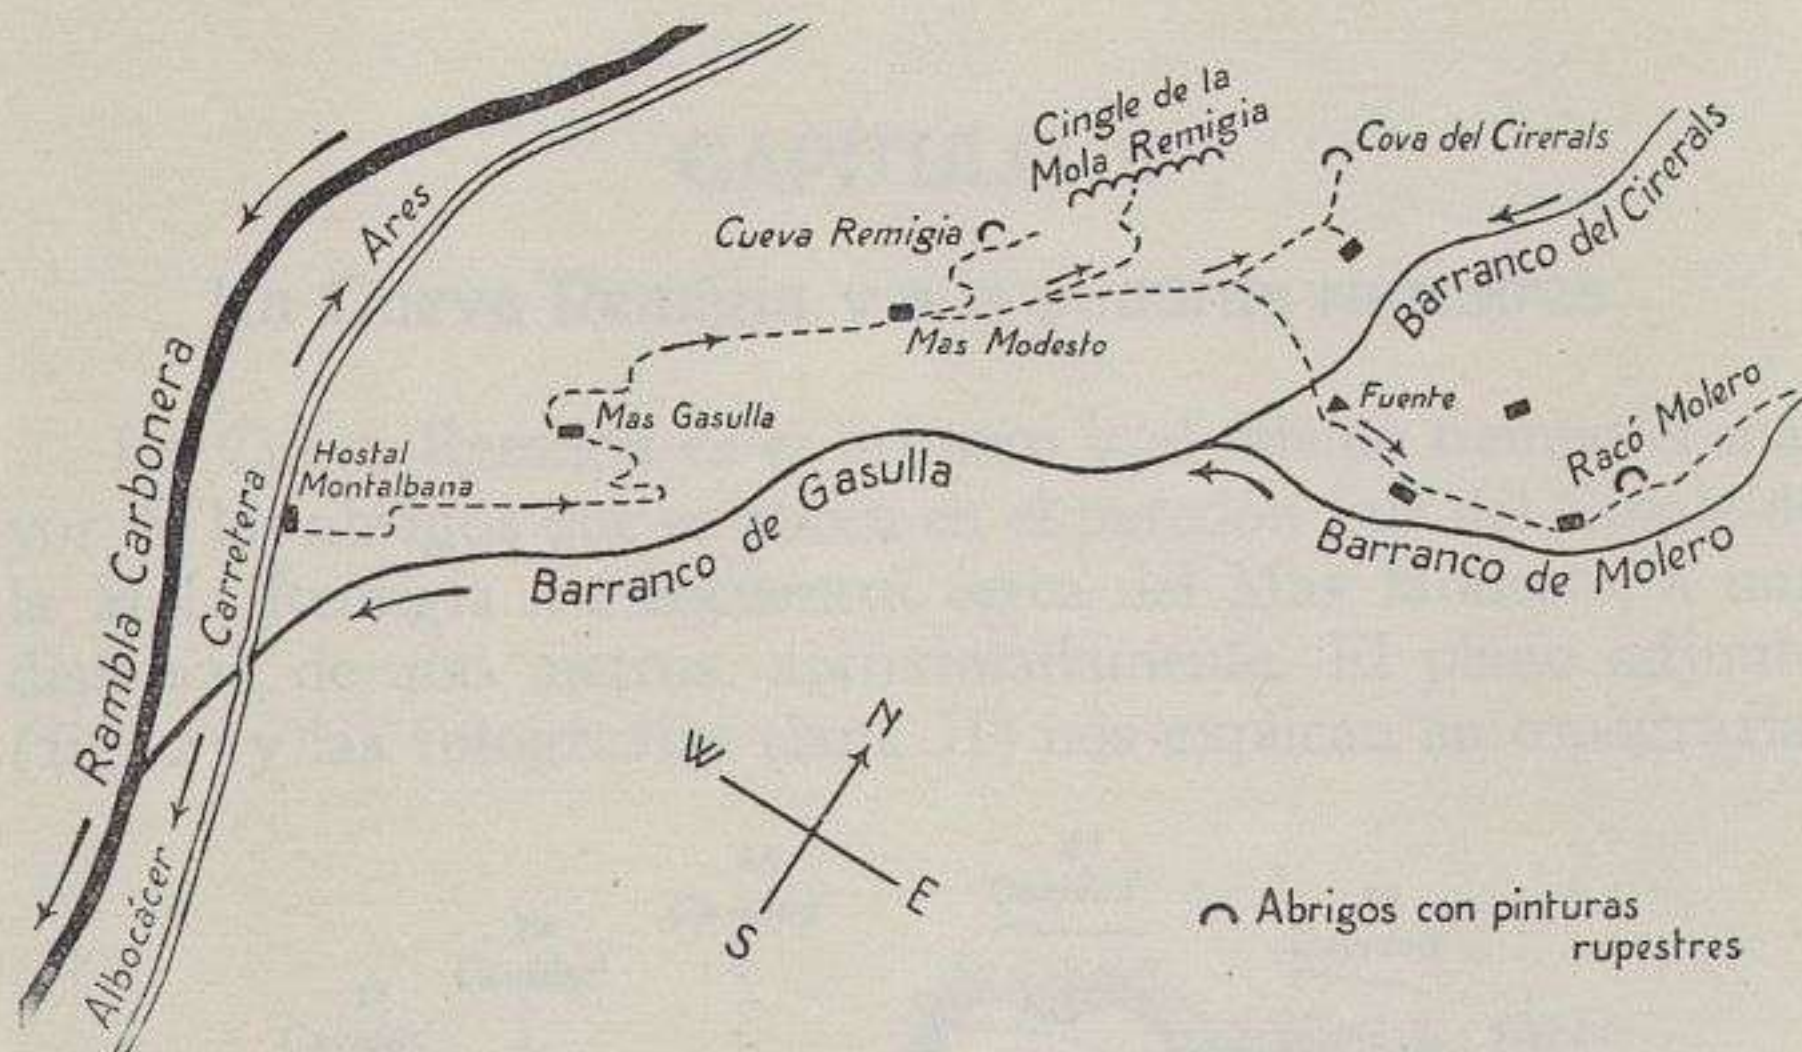 Cingle de la
Mola Remigia
Cova del Cirerals
Barranco del Cirerals
Ares
Cueva Remigia
Mas Modesto
Rambla Carbonera
Mas Gasulla
Fuente
Racó Molero
Hostal
Montalbana
Carretera
Barranco de Gasulla
Barranco de Molero
N
W
E
S
Albocácer
Abrigos con pinturas
rupestres